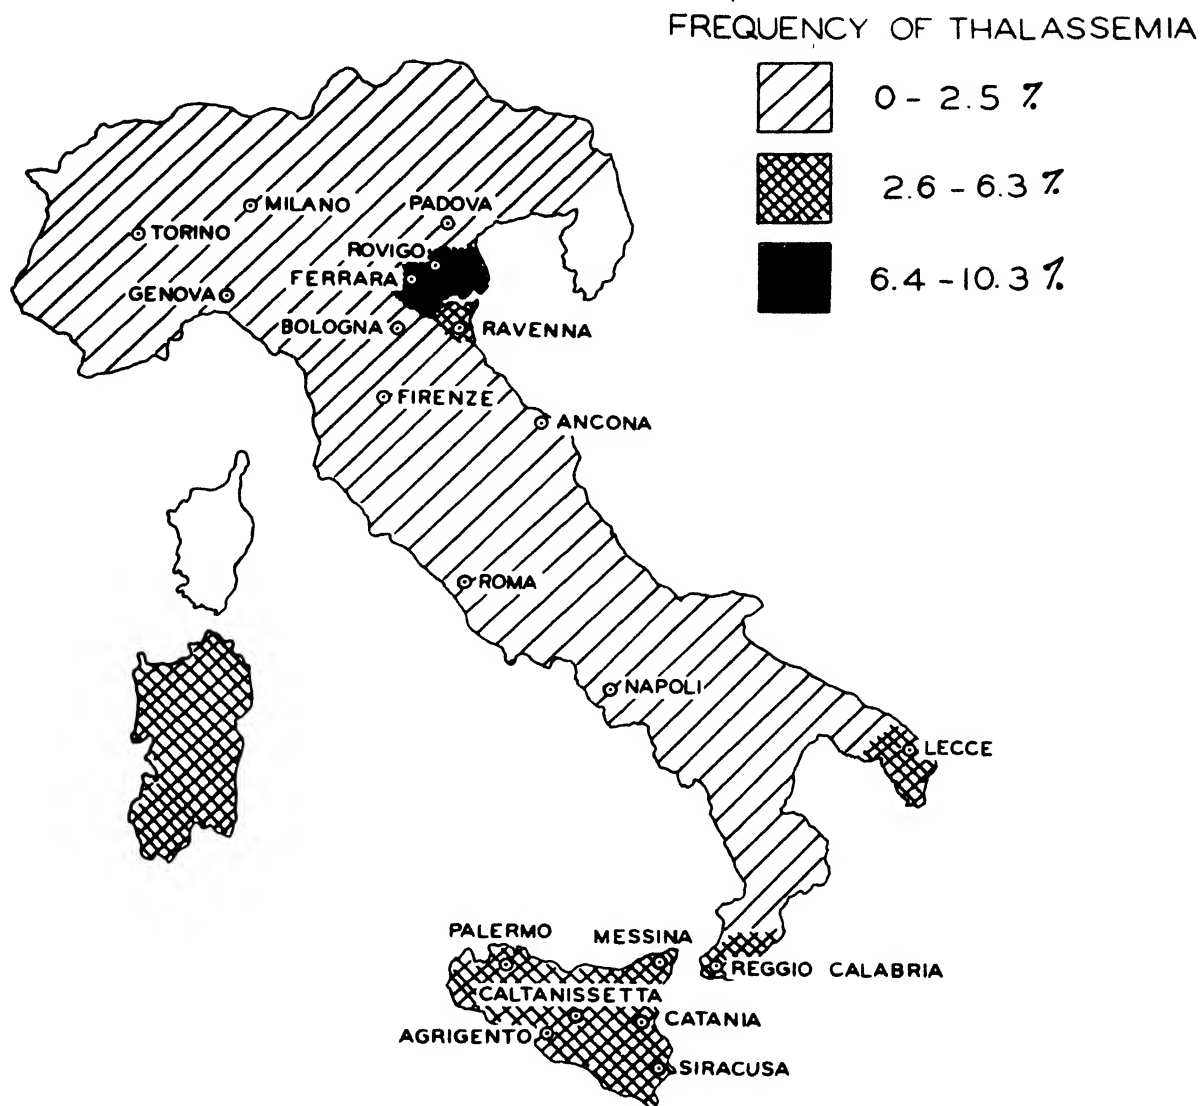 FREQUENCY OF THALASSEMIA
0 - 2.5 %
2.6 - 6.3 %
6.4 - 10.3 %
MILANO
PADOVA
TORINO
ROVIGO
FERRARA
GENOVA
BOLOGNA
RAVENNA
FIRENZE
ANCONA
ROMA
NAPOLI
LECCE
PALERMO
MESSINA
REGGIO CALABRIA
CALTANISSETTA
CATANIA
AGRIGENTO
SIRACUSA